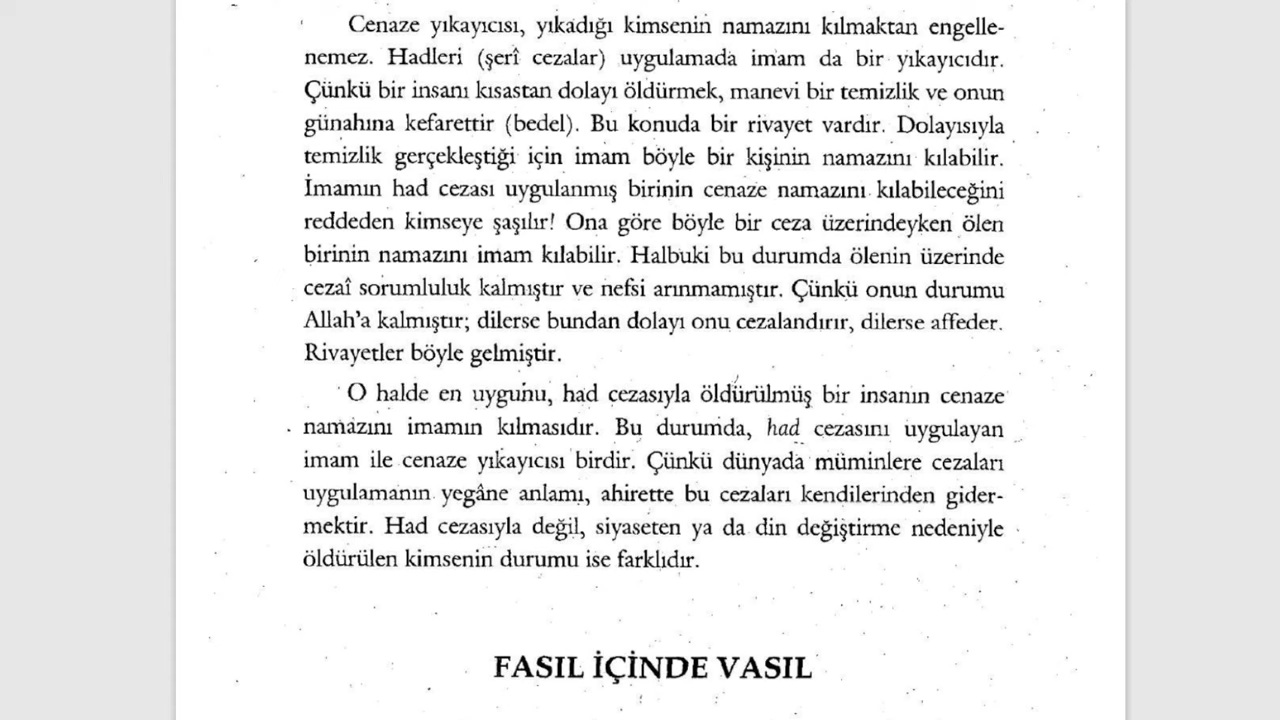 Cenaze yıkayıcısı, yıkadığı kimsenin namazını kılmaktan engelle-
nemez. Hadleri (şerî cezalar) uygulamada imam da bir yıkayıcıdır.
Çünkü bir insanı kısastan dolayı öldürmek, manevi bir temizlik ve onun
günahına kefarettir (bedel). Bu konuda bir rivayet vardır. Dolayısıyla
temizlik gerçekleştiği için imam böyle bir kişinin namazını kılabilir.
İmamın had cezası uygulanmış birinin cenaze namazını kılabileceğini
reddeden kimseye şaşılır! Ona göre böyle bir ceza üzerindeyken ölen
birinin namazını imam kılabilir. Halbuki bu durumda ölenin üzerinde
cezaî sorumluluk kalmıştır ve nefsi arınmamıştır. Çünkü onun durumu
Allah'a kalmıştır; dilerse bundan dolayı onu cezalandırır, dilerse affeder.
Rivayetler böyle gelmiştir.
O halde en uygunu, had cezasıyla öldürülmüş bir insanın cenaze
namazını imamın kılmasıdır. Bu durumda, had cezasını uygulayan
imam ile cenaze yıkayıcısı birdir. Çünkü dünyada müminlere cezaları
uygulamanın yegâne anlamı, ahirette bu cezaları kendilerinden gider-
mektir. Had cezasıyla değil, siyaseten ya da din değiştirme nedeniyle
öldürülen kimsenin durumu ise farklıdır.
FASIL İÇİNDE VASIL